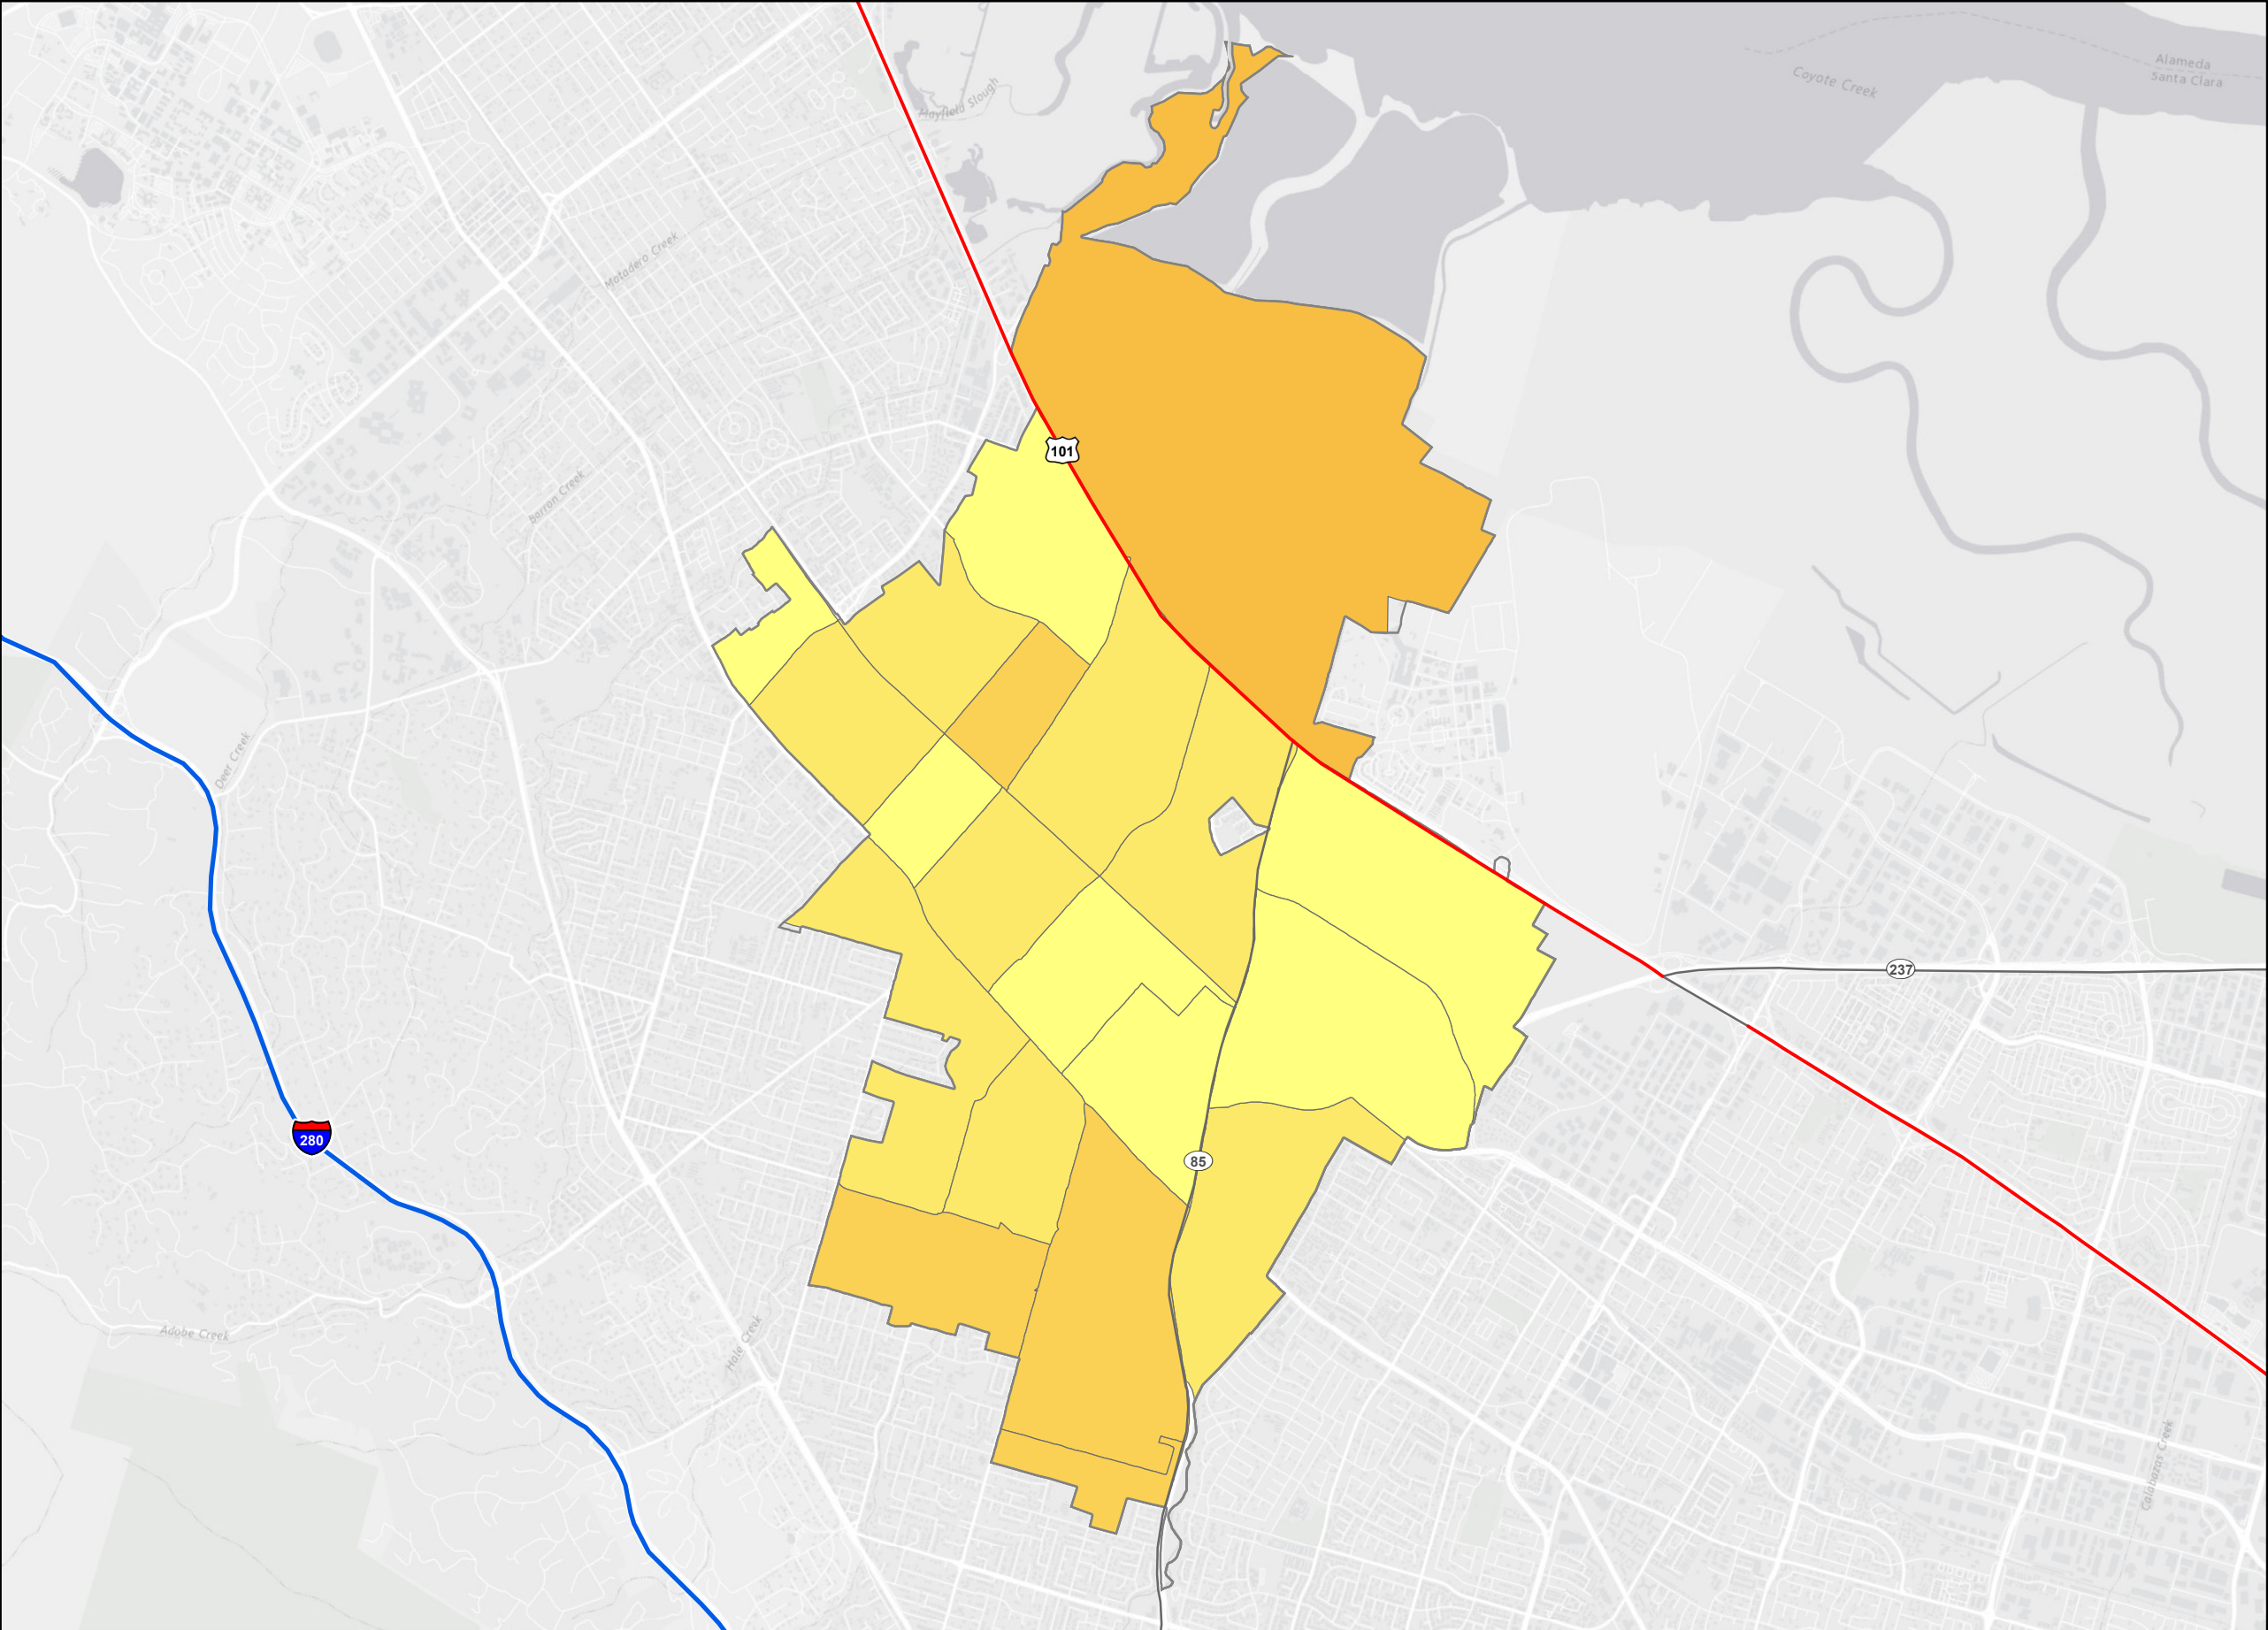 Alameda
Santa Clara
Coyote Creek
Mayfield Slough
Matadero Creek
101
Barron Creek
Deer Creek
237
280
85
Adobe Creek
Hale Creek
Calabazas Creek